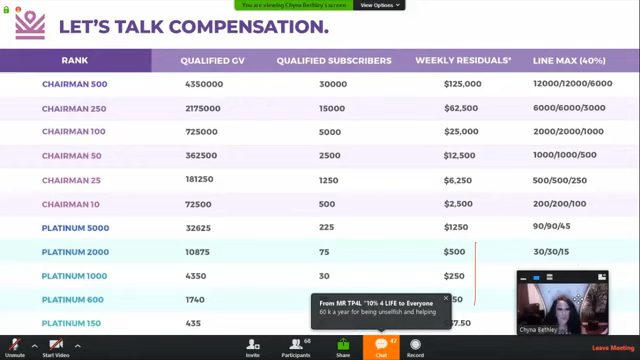 You are viewing Chyna Bethley's screen
View Options
LET'S TALK COMPENSATION.
RANK QUALIFIED GV QUALIFIED SUBSCRIBERS WEEKLY RESIDUALS* LINE MAX (40%)
CHAIRMAN 500 4350000 30000 $125,000 12000/12000/6000
CHAIRMAN 250 2175000 15000 $62,500 6000/6000/3000
CHAIRMAN 100 725000 5000 $25,000 2000/2000/1000
CHAIRMAN 50 362500 2500 $12,500 1000/1000/500
CHAIRMAN 25 181250 1250 $6,250 500/500/250
CHAIRMAN 10 72500 500 $2,500 200/200/100
PLATINUM 5000 32625 225 $1250 90/90/45
PLATINUM 2000 10875 75 $500 30/30/15
PLATINUM 1000 4350 30 $250
PLATINUM 600 1740
PLATINUM 150 435
From MR TP4L "10% 4 LIFE to Everyone
60 k a year for being unselfish and helping
Chyna Bethley
Unmute Start Video Invite Participants 68 Share Chat 47 Record Leave Meeting